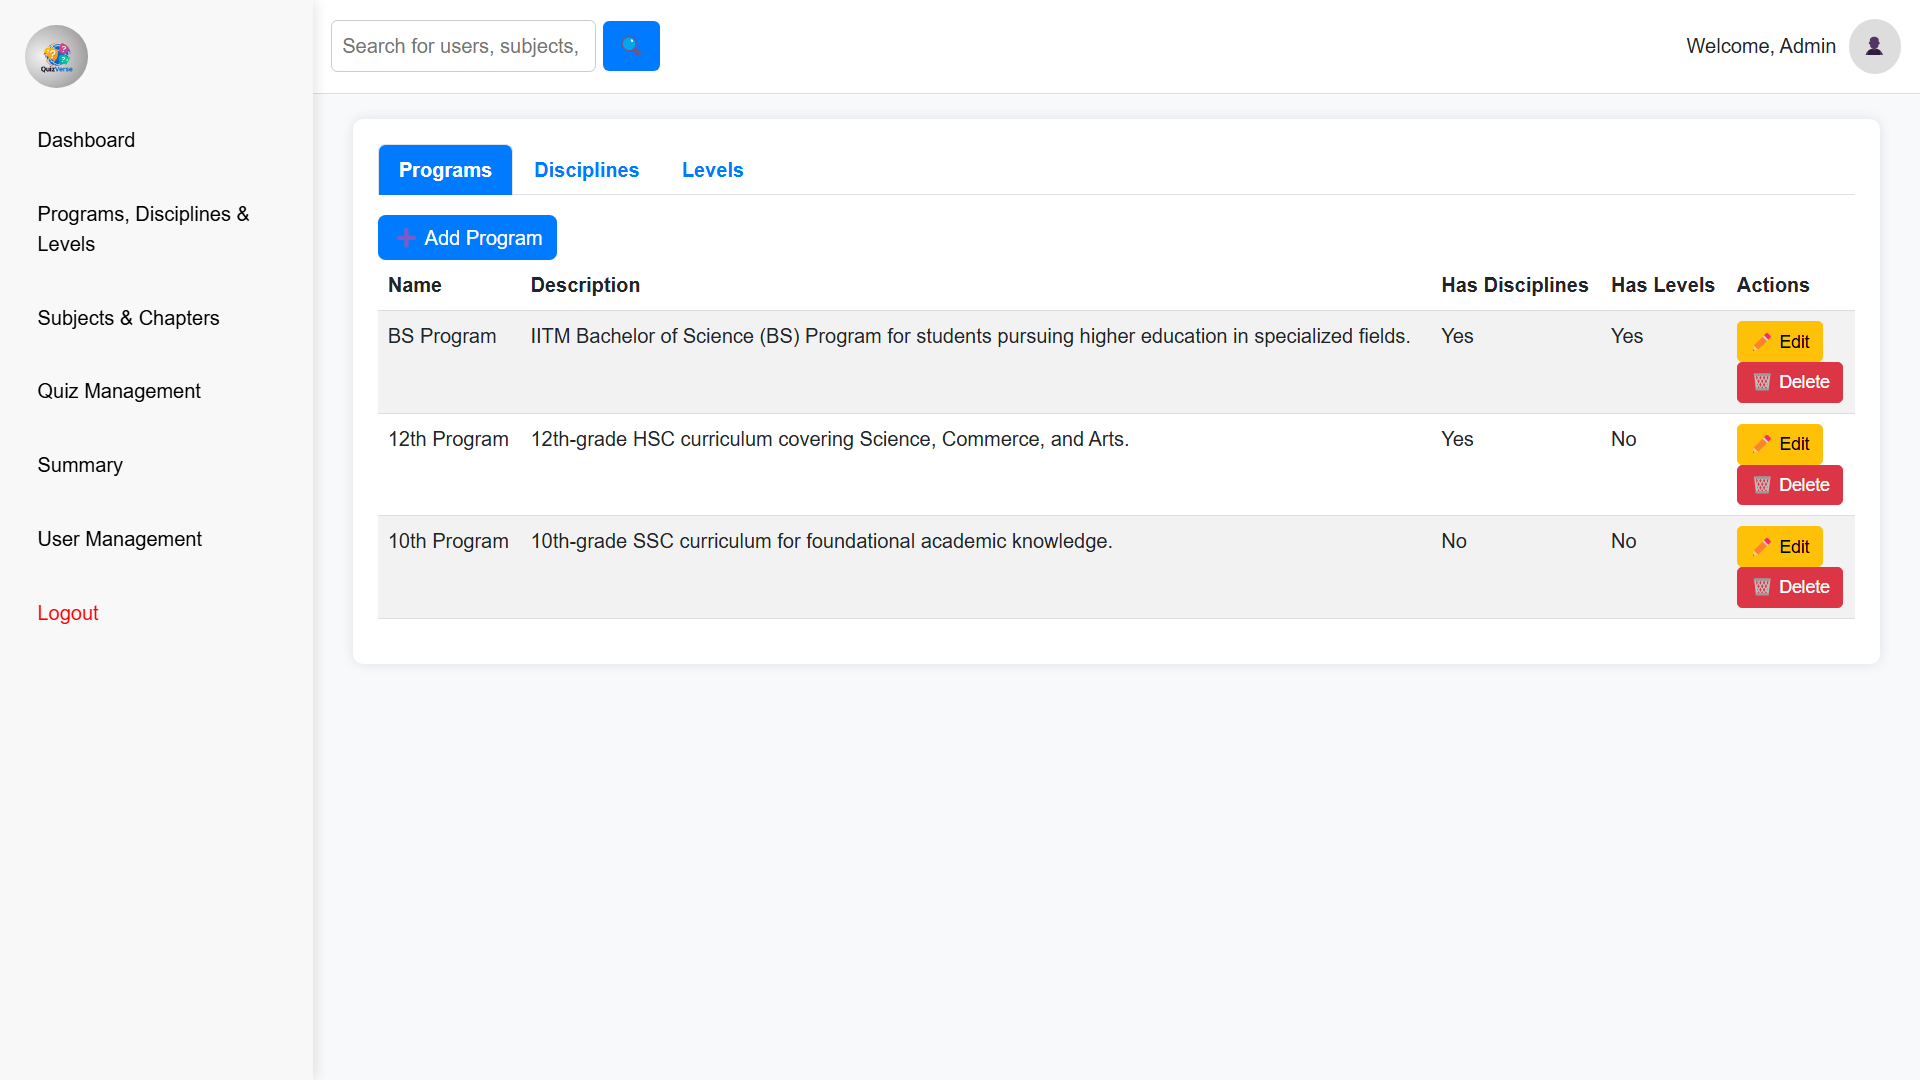 QuizVerse
Dashboard
Programs, Disciplines &
Levels
Subjects & Chapters
Quiz Management
Summary
User Management
Logout
Search for users, subjects,
Welcome, Admin
Programs Disciplines Levels
Add Program
Name Description Has Disciplines Has Levels Actions
BS Program IITM Bachelor of Science (BS) Program for students pursuing higher education in specialized fields. Yes Yes Edit
Delete
12th Program 12th-grade HSC curriculum covering Science, Commerce, and Arts. Yes No Edit
Delete
10th Program 10th-grade SSC curriculum for foundational academic knowledge. No No Edit
Delete